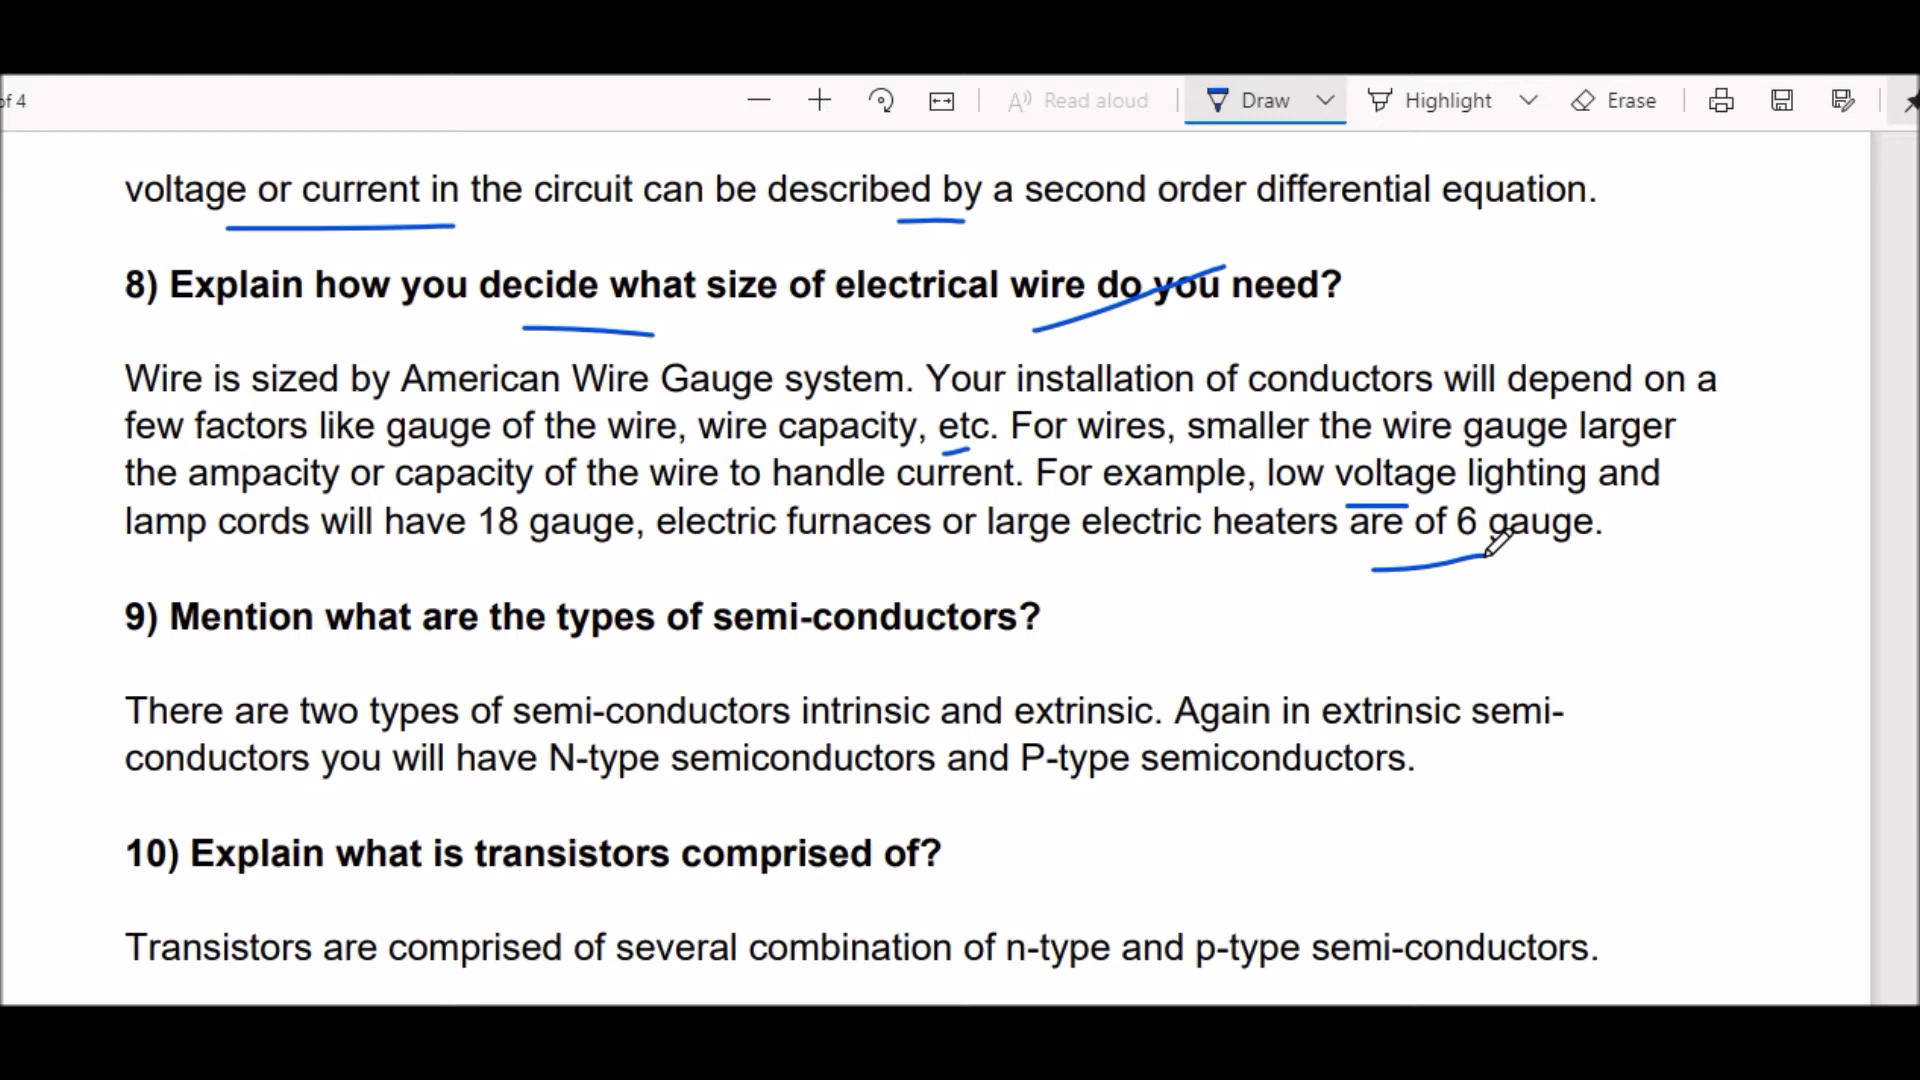 of 4
Read aloud
Draw
Highlight
Erase
voltage or current in the circuit can be described by a second order differential equation.
8) Explain how you decide what size of electrical wire do you need?
Wire is sized by American Wire Gauge system. Your installation of conductors will depend on a
few factors like gauge of the wire, wire capacity, etc. For wires, smaller the wire gauge larger
the ampacity or capacity of the wire to handle current. For example, low voltage lighting and
lamp cords will have 18 gauge, electric furnaces or large electric heaters are of 6 gauge.
9) Mention what are the types of semi-conductors?
There are two types of semi-conductors intrinsic and extrinsic. Again in extrinsic semi-
conductors you will have N-type semiconductors and P-type semiconductors.
10) Explain what is transistors comprised of?
Transistors are comprised of several combination of n-type and p-type semi-conductors.